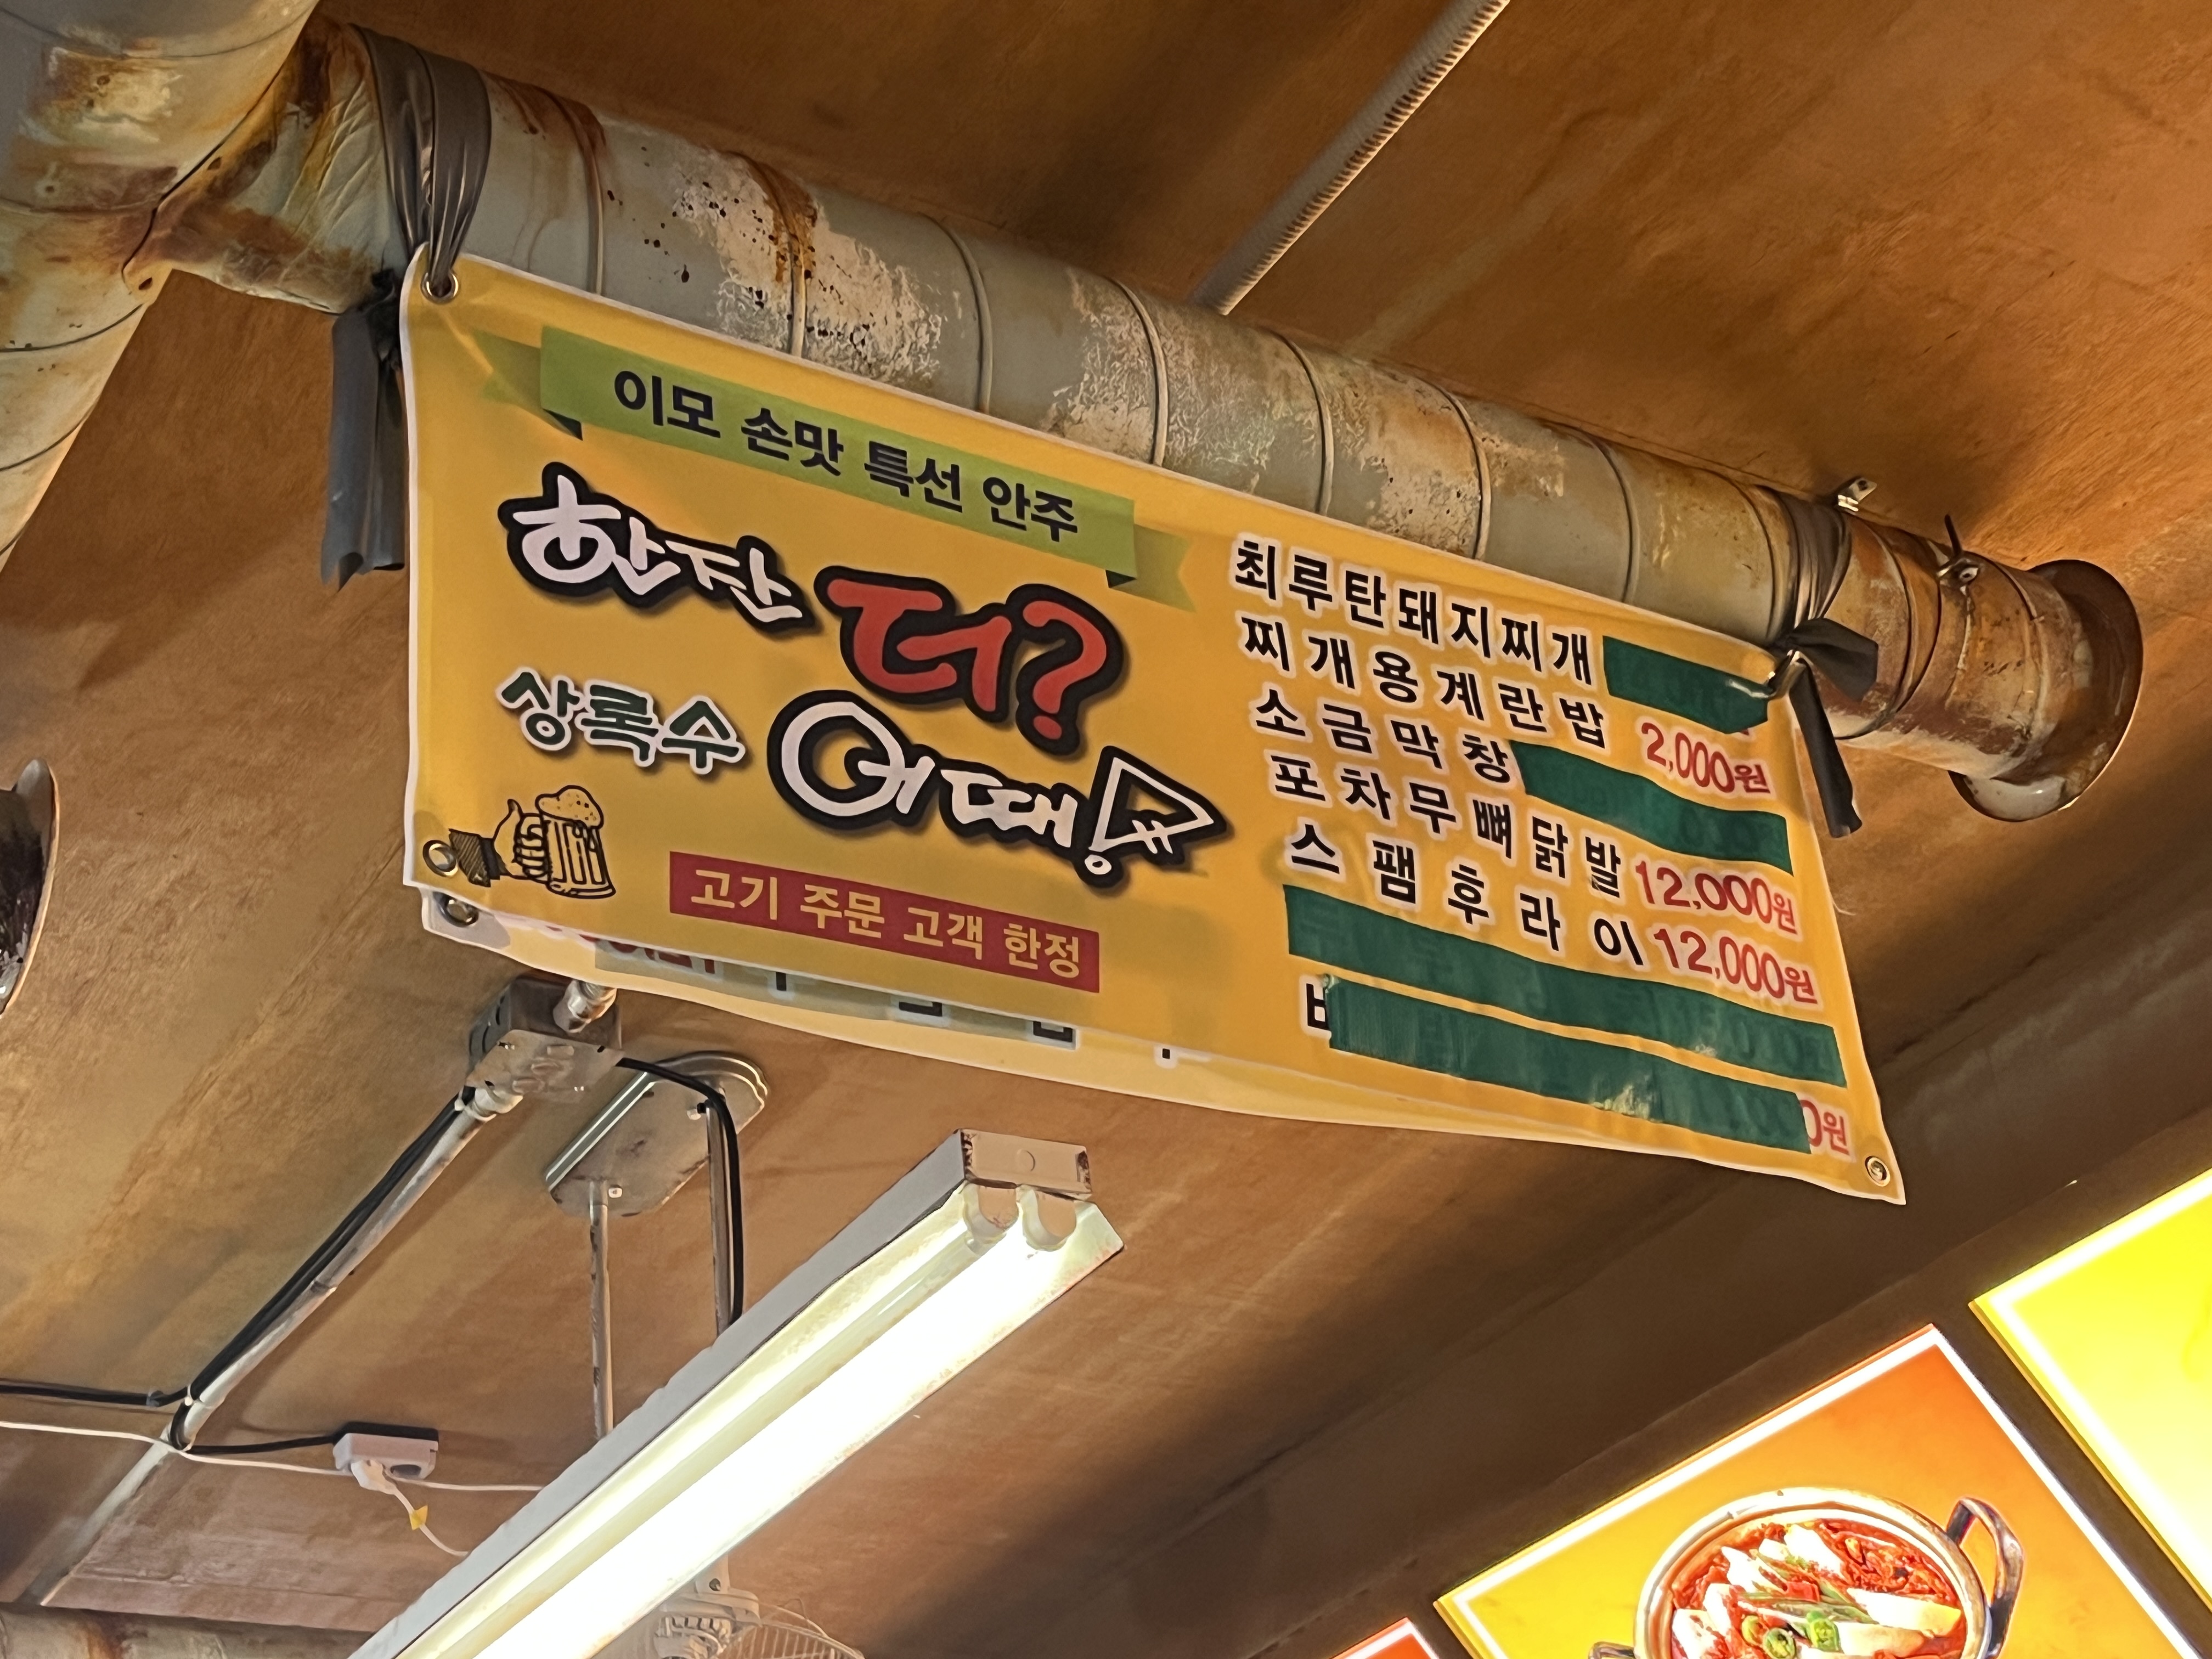 이모 손맛 특선 안주
한잔 더?
상록수 어때!
고기 주문 고객 한정
최루탄돼지찌개
찌개용계란밥 2,000원
소금막창
포차무뼈닭발 12,000원
스팸후라이 12,000원